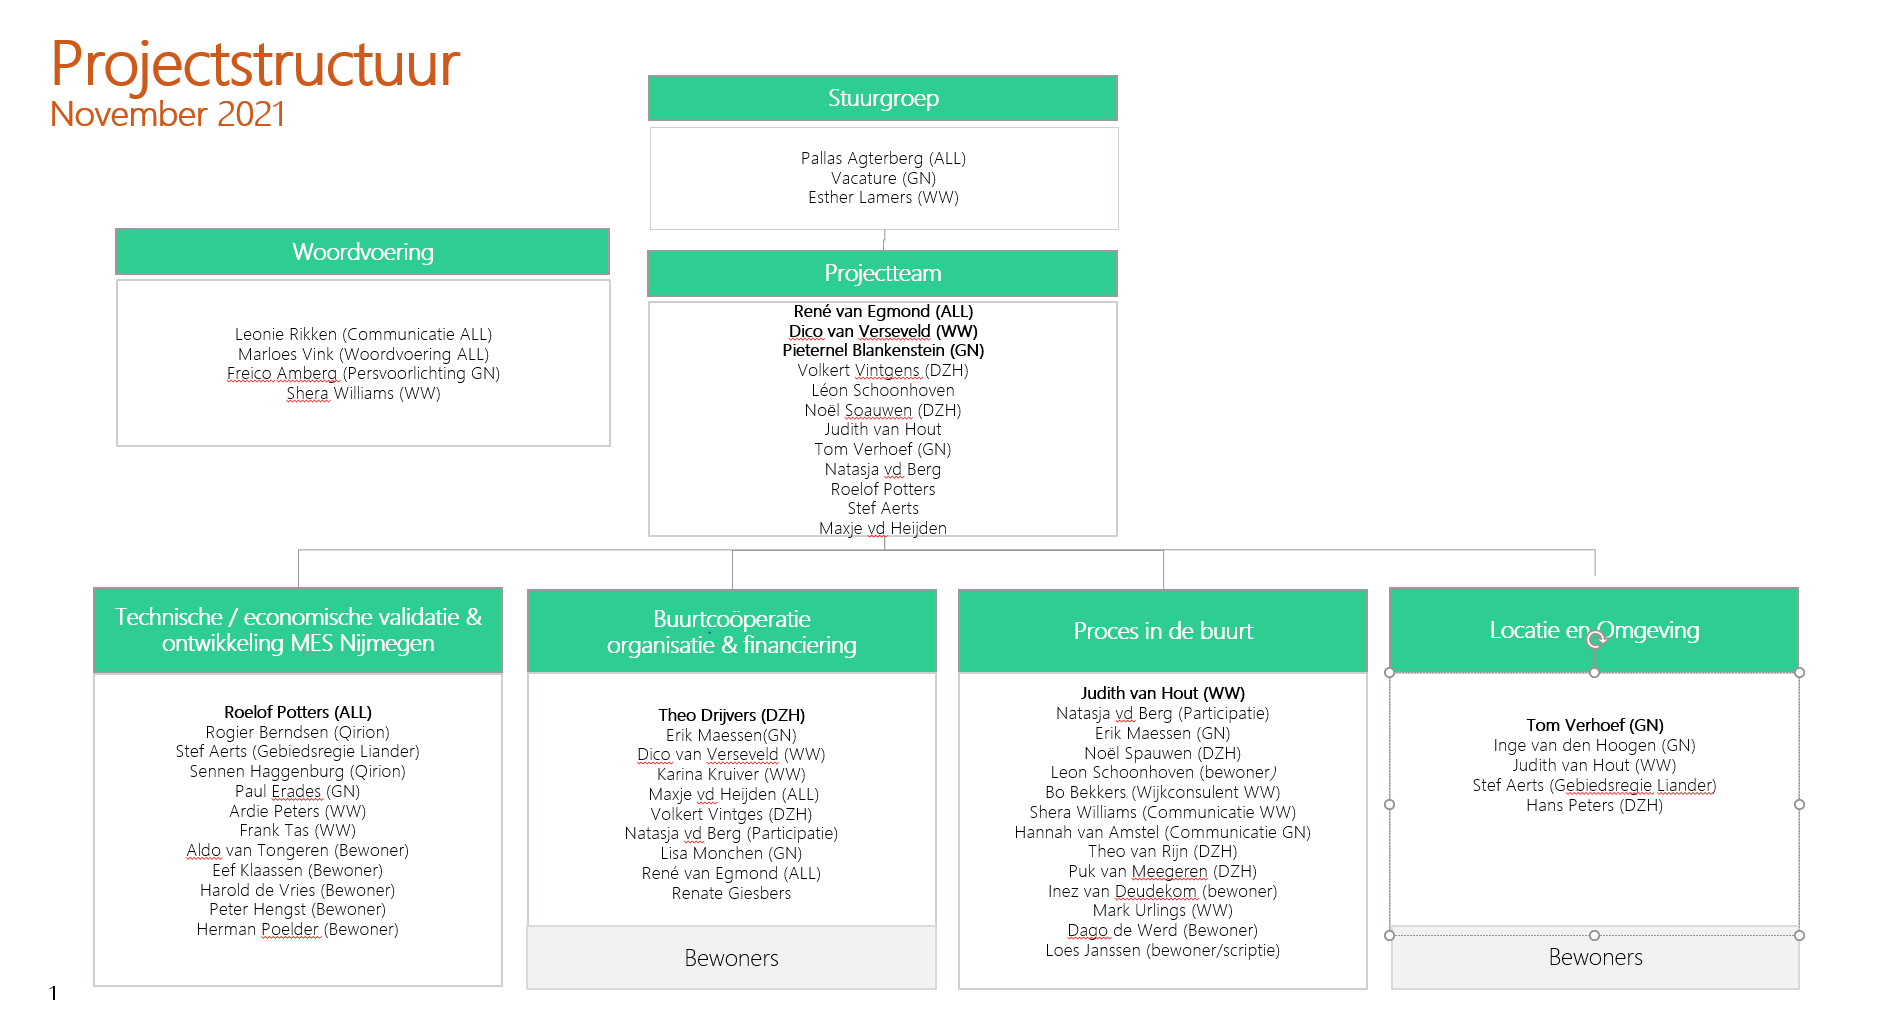 Projectstructuur
November 2021
Stuurgroep
Pallas Agterberg (ALL)
Vacature (GN)
Esther Lamers (WW)
Woordvoering
Leonie Rikken (Communicatie ALL)
Marloes Vink (Woordvoering ALL)
Freico Amberg (Persvoorlichting GN)
Shera Williams (WW)
Projectteam
René van Egmond (ALL)
Dico van Verseveld (WW)
Pieternel Blankenstein (GN)
Volkert Vintgens (DZH)
Léon Schoonhoven
Noël Soauwen (DZH)
Judith van Hout
Tom Verhoef (GN)
Natasja vd Berg
Roelof Potters
Stef Aerts
Maxje vd Heijden
Technische / economische validatie &
ontwikkeling MES Nijmegen
Roelof Potters (ALL)
Rogier Berndsen (Qirion)
Stef Aerts (Gebiedsregie Liander)
Sennen Haggenburg (Qirion)
Paul Erades (GN)
Ardie Peters (WW)
Frank Tas (WW)
Aldo van Tongeren (Bewoner)
Eef Klaassen (Bewoner)
Harold de Vries (Bewoner)
Peter Hengst (Bewoner)
Herman Poelder (Bewoner)
Buurtcoöperatie
organisatie & financiering
Theo Drijvers (DZH)
Erik Maessen(GN)
Dico van Verseveld (WW)
Karina Kruiver (WW)
Maxje vd Heijden (ALL)
Volkert Vintges (DZH)
Natasja vd Berg (Participatie)
Lisa Monchen (GN)
René van Egmond (ALL)
Renate Giesbers
Bewoners
Proces in de buurt
Judith van Hout (WW)
Natasja vd Berg (Participatie)
Erik Maessen (GN)
Noël Spauwen (DZH)
Leon Schoonhoven (bewoner)
Bo Bekkers (Wijkconsulent WW)
Shera Williams (Communicatie WW)
Hannah van Amstel (Communicatie GN)
Theo van Rijn (DZH)
Puk van Meegeren (DZH)
Inez van Deudekom (bewoner)
Mark Urlings (WW)
Dago de Werd (Bewoner)
Loes Janssen (bewoner/scriptie)
Locatie en Omgeving
Tom Verhoef (GN)
Inge van den Hoogen (GN)
Judith van Hout (WW)
Stef Aerts (Gebiedsregie Liander)
Hans Peters (DZH)
Bewoners
1